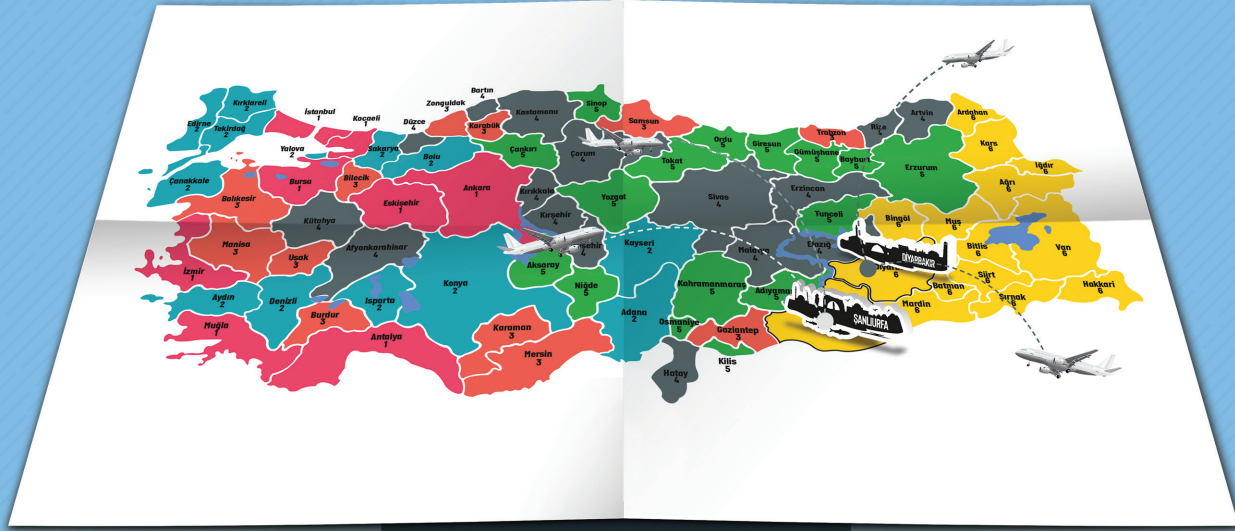 Kırklareli
2
Edirne
2
Tekirdağ
2
İstanbul
1
Kocaeli
1
Yalova
2
Sakarya
2
Düzce
4
Zonguldak
3
Bartın
4
Karabük
3
Kastamonu
4
Sinop
5
Samsun
3
Bolu
2
Çankırı
5
Çorum
4
Tokat
5
Ordu
5
Giresun
5
Trabzon
3
Gümüşhane
5
Bayburt
5
Rize
4
Artvin
4
Ardahan
6
Kars
6
Iğdır
6
Ağrı
6
Erzurum
5
Erzincan
4
Sivas
4
Yozgat
5
Kırıkkale
4
Kırşehir
4
Ankara
1
Eskişehir
1
Bilecik
3
Bursa
1
Çanakkale
2
Balıkesir
3
Kütahya
4
Manisa
3
Uşak
3
Afyonkarahisar
4
İzmir
1
Aydın
2
Denizli
2
Muğla
1
Burdur
3
Isparta
2
Antalya
1
Konya
2
Karaman
3
Mersin
3
Aksaray
5
Niğde
5
Kayseri
2
Adana
2
Kahramanmaraş
5
Osmaniye
5
Hatay
4
Gaziantep
3
Kilis
5
Malatya
4
Elazığ
4
Tunceli
5
Bingöl
6
Muş
6
Bitlis
6
Van
6
Siirt
6
Batman
6
Şırnak
6
Hakkari
6
Mardin
6
DİYARBAKIR
ŞANLIURFA